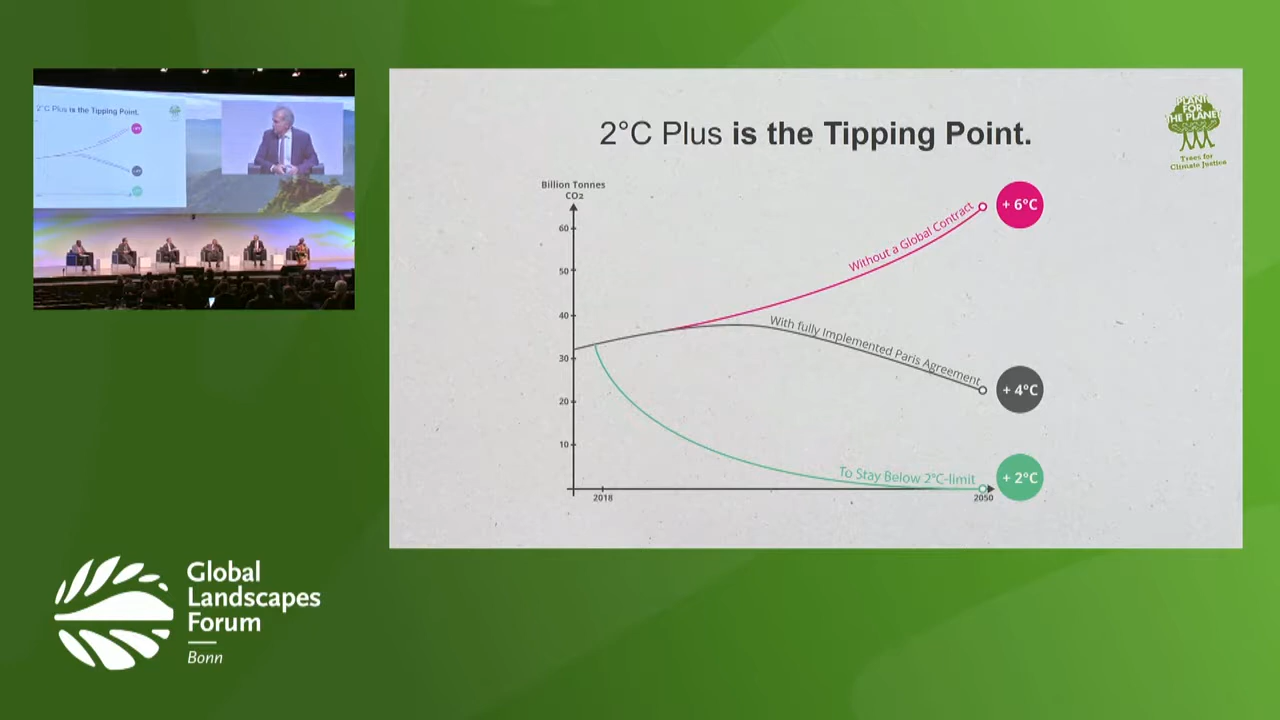 2°C Plus is the Tipping Point.
2°C Plus is the Tipping Point.
PLANT
FOR
THE PLANET
Trees for
Climate Justice
Billion Tonnes
CO2
60
50
40
30
20
10
2018
2050
Without a Global Contract
+ 6°C
With fully Implemented Paris Agreement
+ 4°C
To Stay Below 2°C-limit
+ 2°C
Global
Landscapes
Forum
Bonn